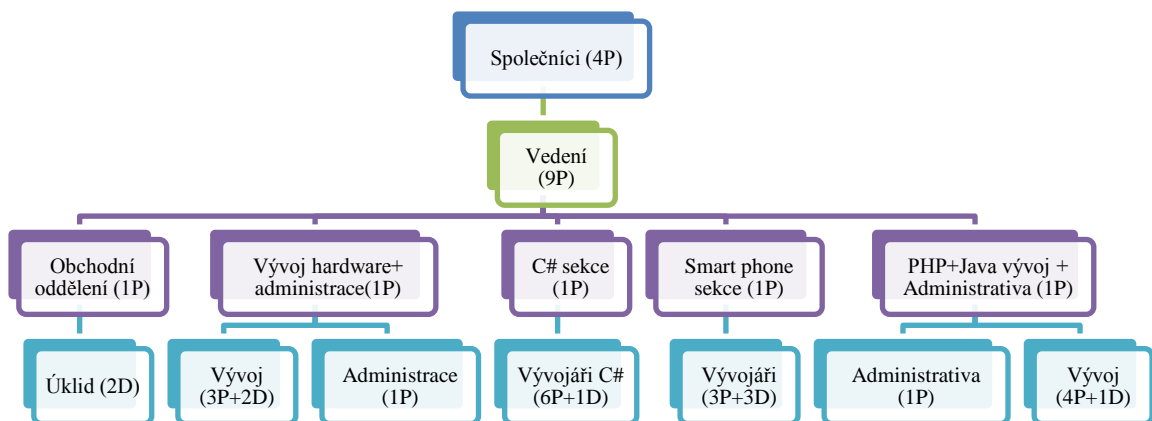 Společníci (4P)
Vedení
(9P)
Obchodní
oddělení (1P)
Vývoj hardware+
administrace(1P)
C# sekce
(1P)
Smart phone
sekce (1P)
PHP+Java vývoj +
Administrativa (1P)
Úklid (2D)
Vývoj
(3P+2D)
Administrace
(1P)
Vývojáři C#
(6P+1D)
Vývojáři
(3P+3D)
Administrativa
(1P)
Vývoj
(4P+1D)